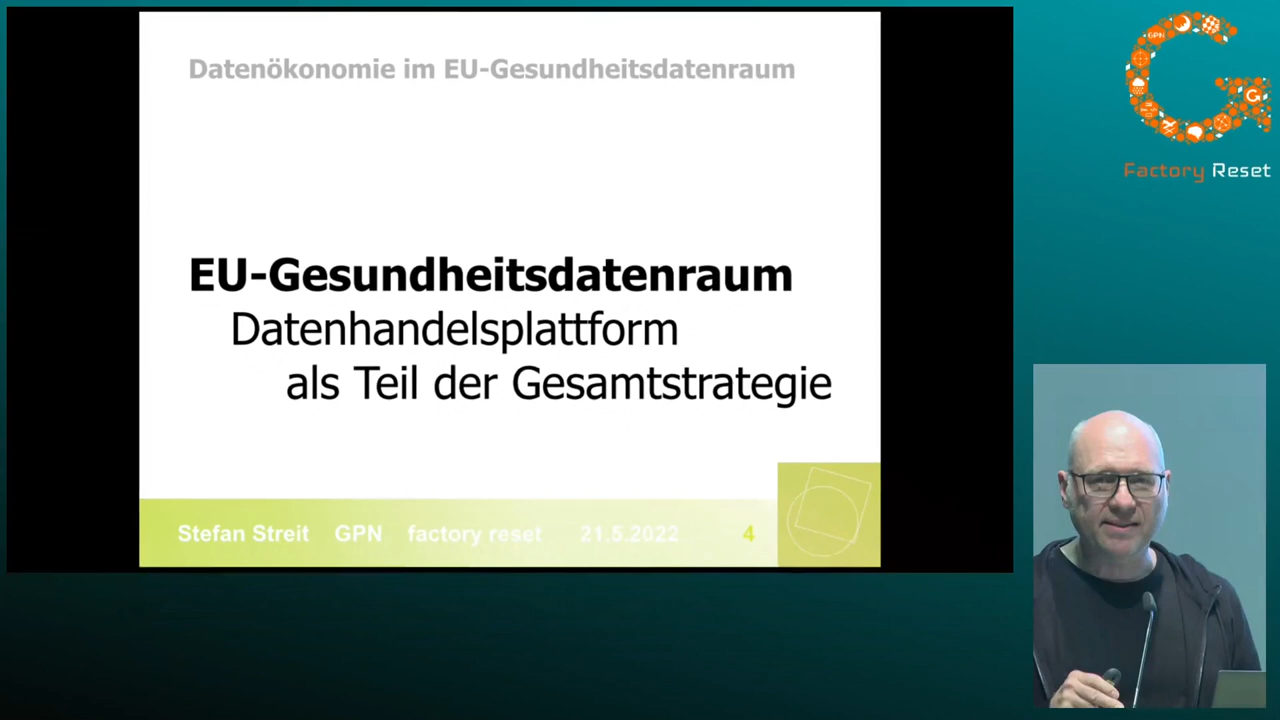 Datenökonomie im EU-Gesundheitsdatenraum
EU-Gesundheitsdatenraum
Datenhandelsplattform
als Teil der Gesamtstrategie
Stefan Streit GPN factory reset 21.5.2022 4
GPN
Factory Reset